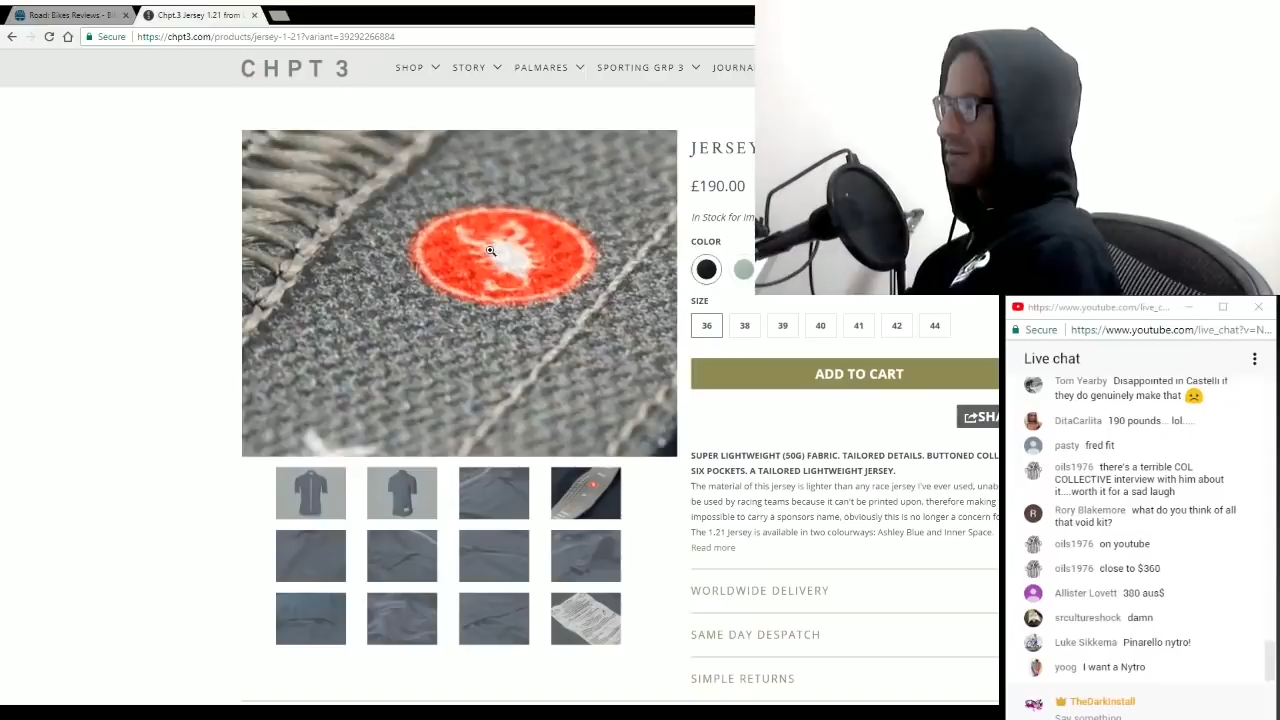 Road: Bikes Reviews - Bi
Chpt.3 Jersey 1.21 from
Secure https://chpt3.com/products/jersey-1-21?variant=39292266884
CHPT 3
SHOP STORY PALMARES SPORTING GRP 3 JOURNA
JERSEY
£190.00
In Stock for im
COLOR
SIZE
36 38 39 40 41 42 44
ADD TO CART
SHA
SUPER LIGHTWEIGHT (50G) FABRIC. TAILORED DETAILS. BUTTONED COLL
SIX POCKETS. A TAILORED LIGHTWEIGHT JERSEY.
The material of this jersey is lighter than any race jersey I've ever used, unab
be used by racing teams because it can't be printed upon, therefore making
impossible to carry a sponsors name, obviously this is no longer a concern fo
The 1.21 Jersey is available in two colourways: Ashley Blue and Inner Space.
Read more
WORLDWIDE DELIVERY
SAME DAY DESPATCH
SIMPLE RETURNS
https://www.youtube.com/live_c...
Secure https://www.youtube.com/live_chat?v=N...
Live chat
Tom Yearby Disappointed in Castelli if
they do genuinely make that
DitaCarlita 190 pounds... lol.....
pasty fred fit
oils1976 there's a terrible COL
COLLECTIVE interview with him about
it....worth it for a sad laugh
R Rory Blakemore what do you think of all
that void kit?
oils1976 on youtube
oils1976 close to $360
Allister Lovett 380 aus$
srcultureshock damn
Luke Sikkema Pinarello nytro!
yoog I want a Nytro
TheDarkInstall
Say something...